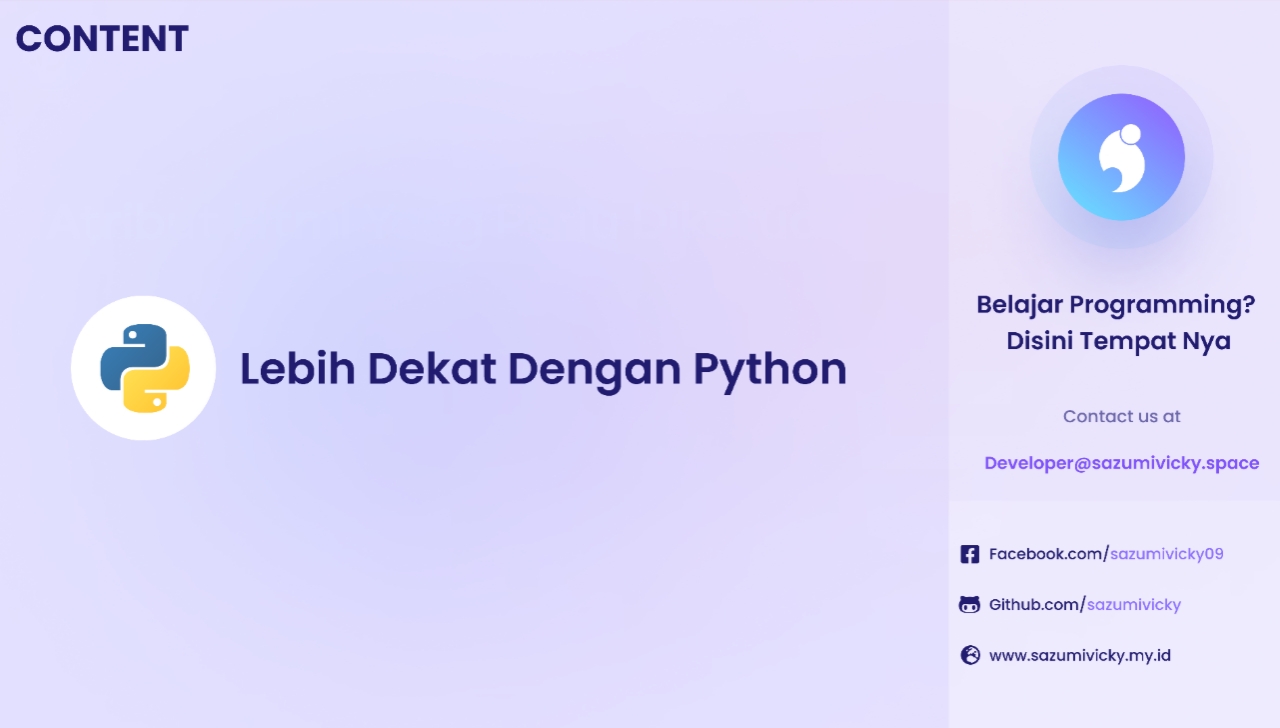 CONTENT
Lebih Dekat Dengan Python
Belajar Programming?
Disini Tempat Nya
Contact us at
Developer@sazumivicky.space
Facebook.com/sazumivicky09
Github.com/sazumivicky
www.sazumivicky.my.id